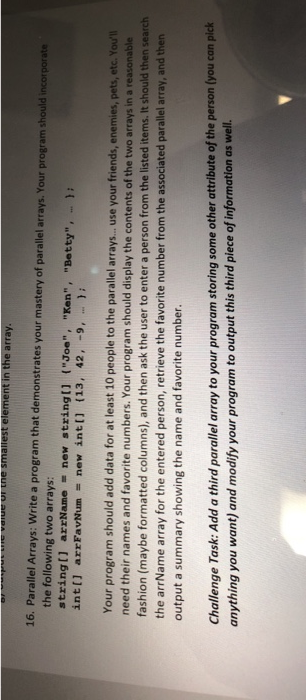 value of the smallest element in the array.
16. Parallel Arrays: Write a program that demonstrates your mastery of parallel arrays. Your program should incorporate
the following two arrays:
string[] arrName = new string[] {"Joe", "Ken", "Betty", … };
int[] arrFavNum = new int[] {13, 42, -9, … };
Your program should add data for at least 10 people to the parallel arrays... use your friends, enemies, pets, etc. You'll
need their names and favorite numbers. Your program should display the contents of the two arrays in a reasonable
fashion (maybe formatted columns), and then ask the user to enter a person from the listed items. It should then search
the arrName array for the entered person, retrieve the favorite number from the associated parallel array, and then
output a summary showing the name and favorite number.
Challenge Task: Add a third parallel array to your program storing some other attribute of the person (you can pick
anything you want) and modify your program to output this third piece of information as well.